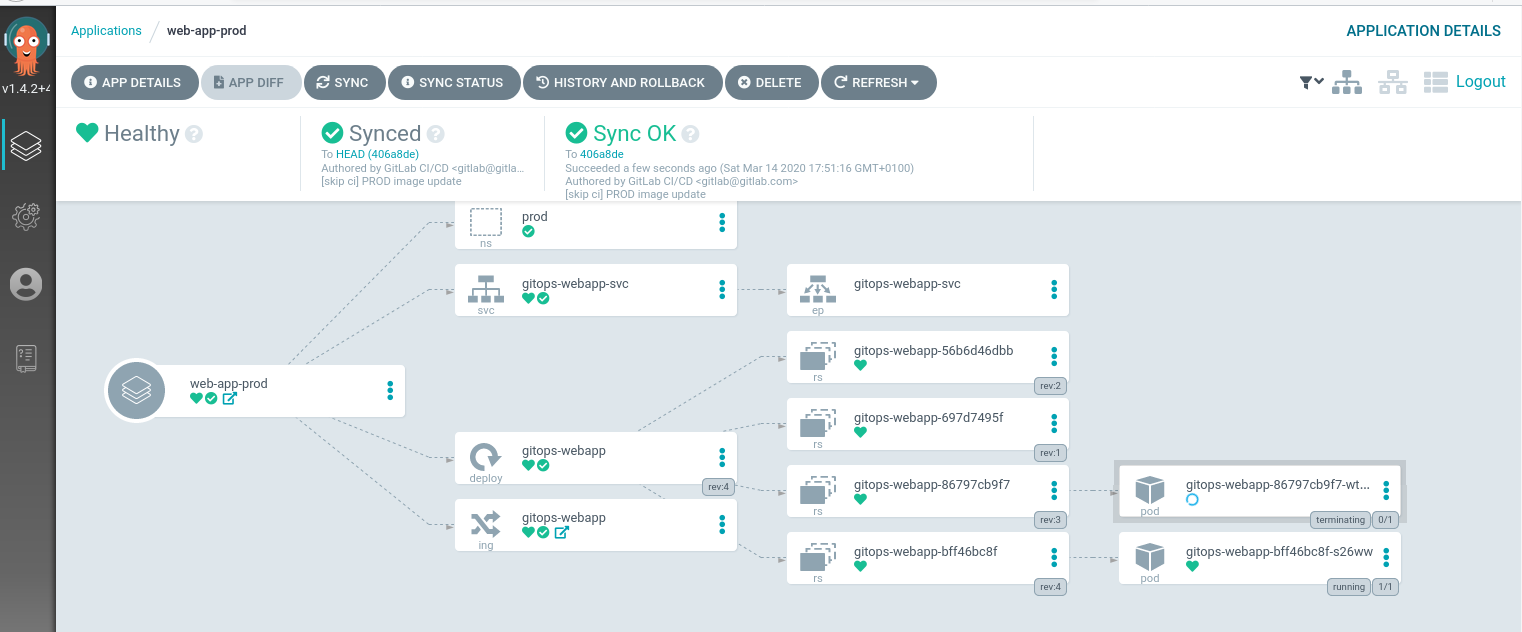 Applications / web-app-prod
APPLICATION DETAILS
v1.4.2+4
APP DETAILS APP DIFF SYNC SYNC STATUS HISTORY AND ROLLBACK DELETE REFRESH
Logout
Healthy
Synced
To HEAD (406a8de)
Authored by GitLab CI/CD <gitlab@gitla...
[skip ci] PROD image update
Sync OK
To 406a8de
Succeeded a few seconds ago (Sat Mar 14 2020 17:51:16 GMT+0100)
Authored by GitLab CI/CD <gitlab@gitlab.com>
[skip ci] PROD image update
web-app-prod
prod
ns
gitops-webapp-svc
svc
gitops-webapp
deploy
rev:4
gitops-webapp
ing
gitops-webapp-svc
ep
gitops-webapp-56b6d46dbb
rs
rev:2
gitops-webapp-697d7495f
rs
rev:1
gitops-webapp-86797cb9f7
rs
rev:3
gitops-webapp-bff46bc8f
rs
rev:4
gitops-webapp-86797cb9f7-wt...
pod
terminating 0/1
gitops-webapp-bff46bc8f-s26ww
pod
running 1/1